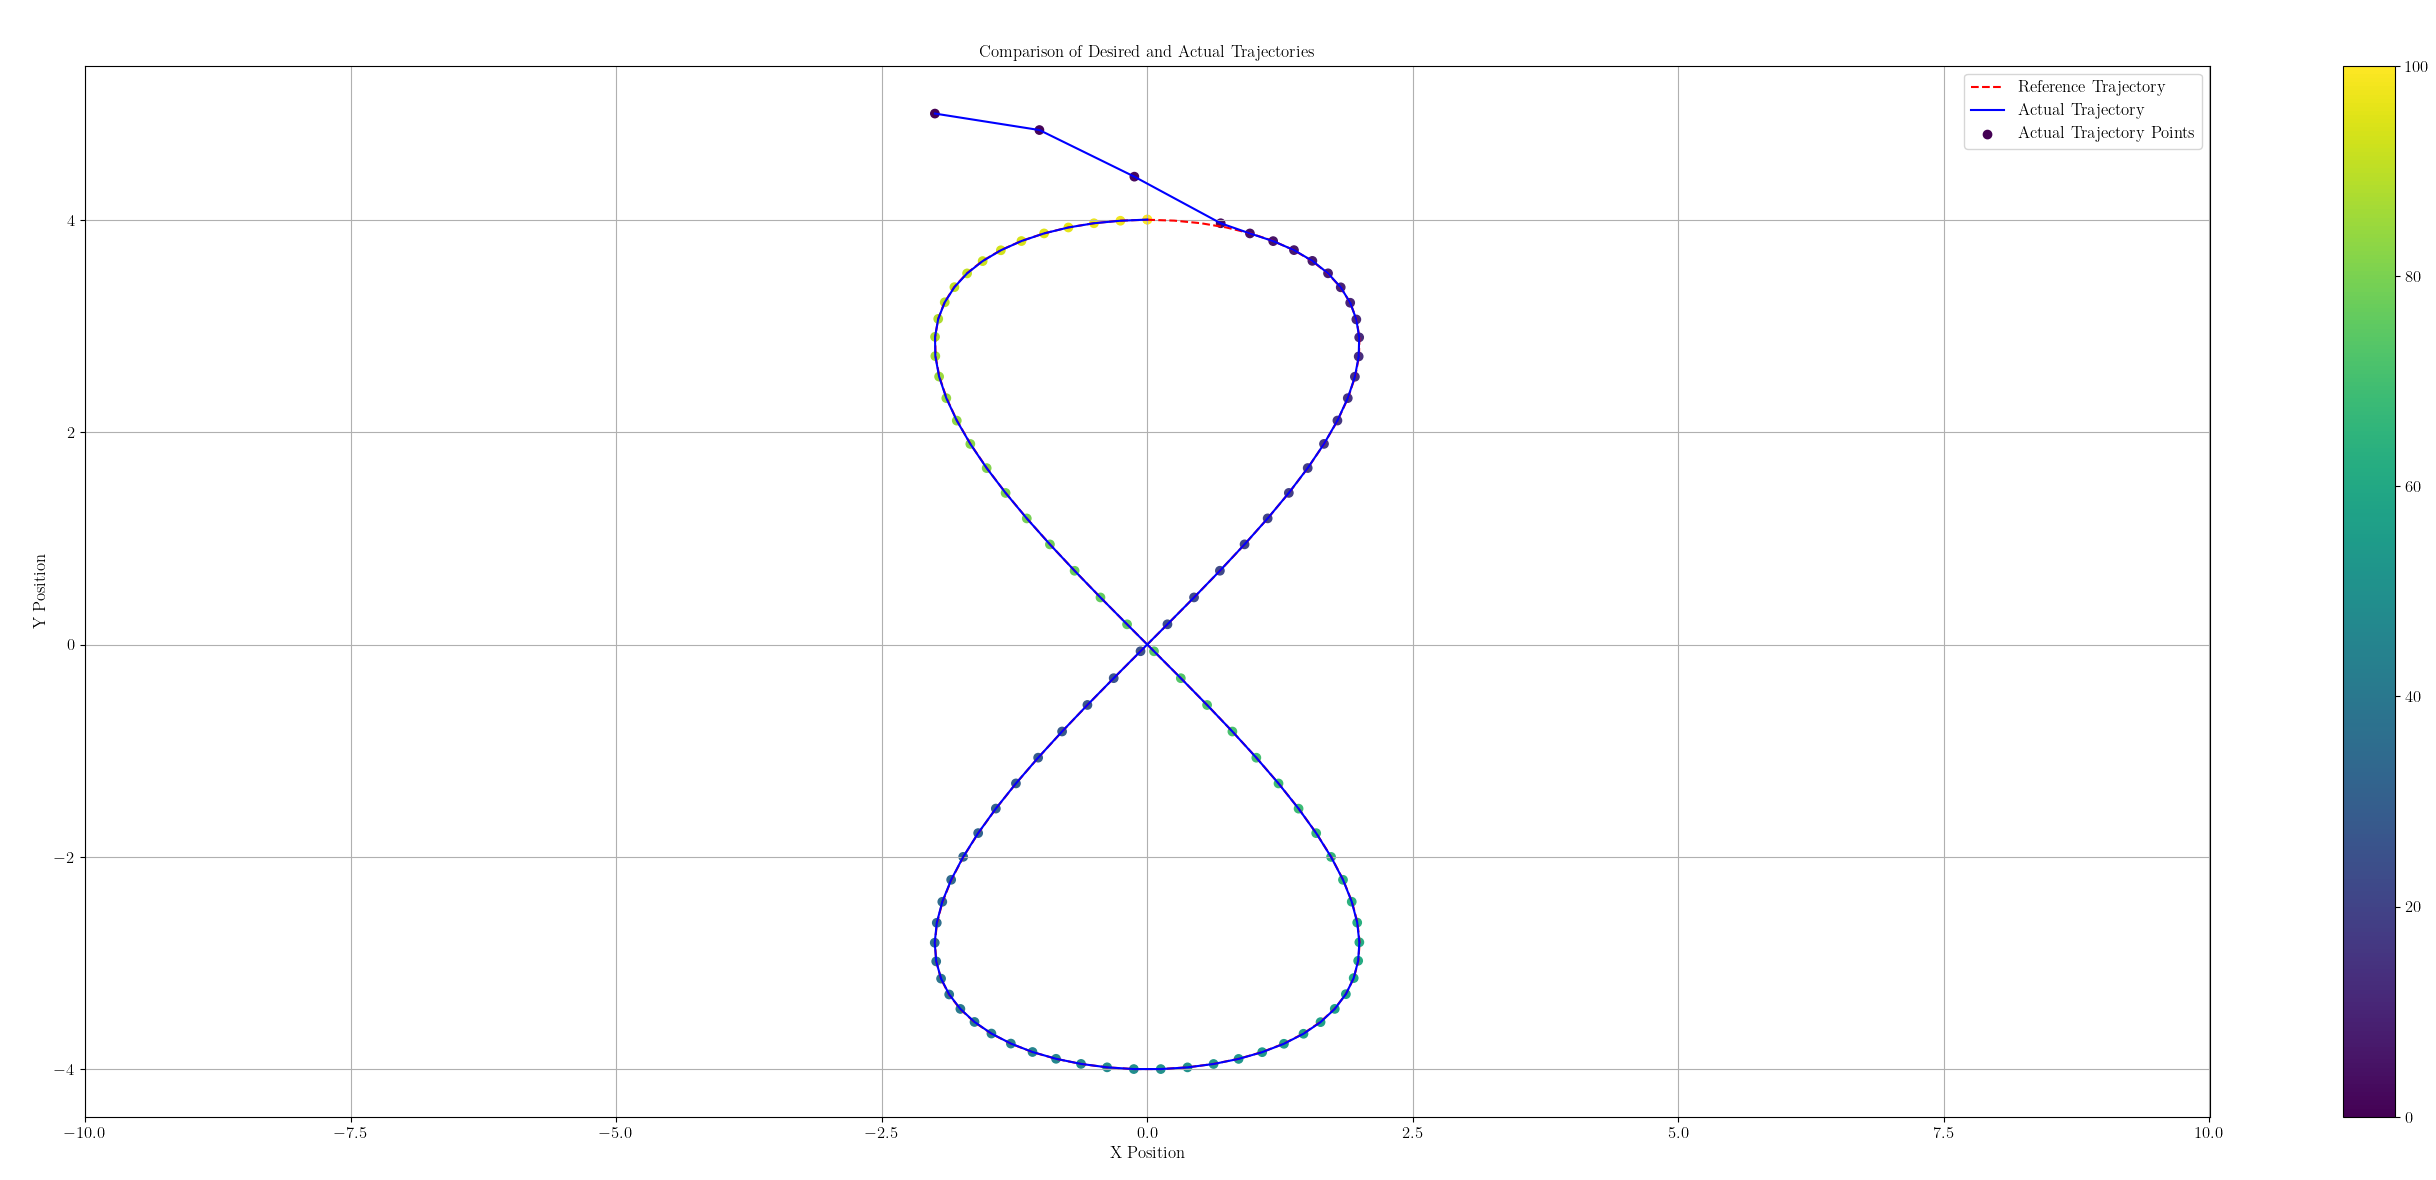 Comparison of Desired and Actual Trajectories
Reference Trajectory
Actual Trajectory
Actual Trajectory Points
Y Position
4
2
0
−2
−4
−10.0 −7.5 −5.0 −2.5 0.0 2.5 5.0 7.5 10.0
X Position
100
80
60
40
20
0